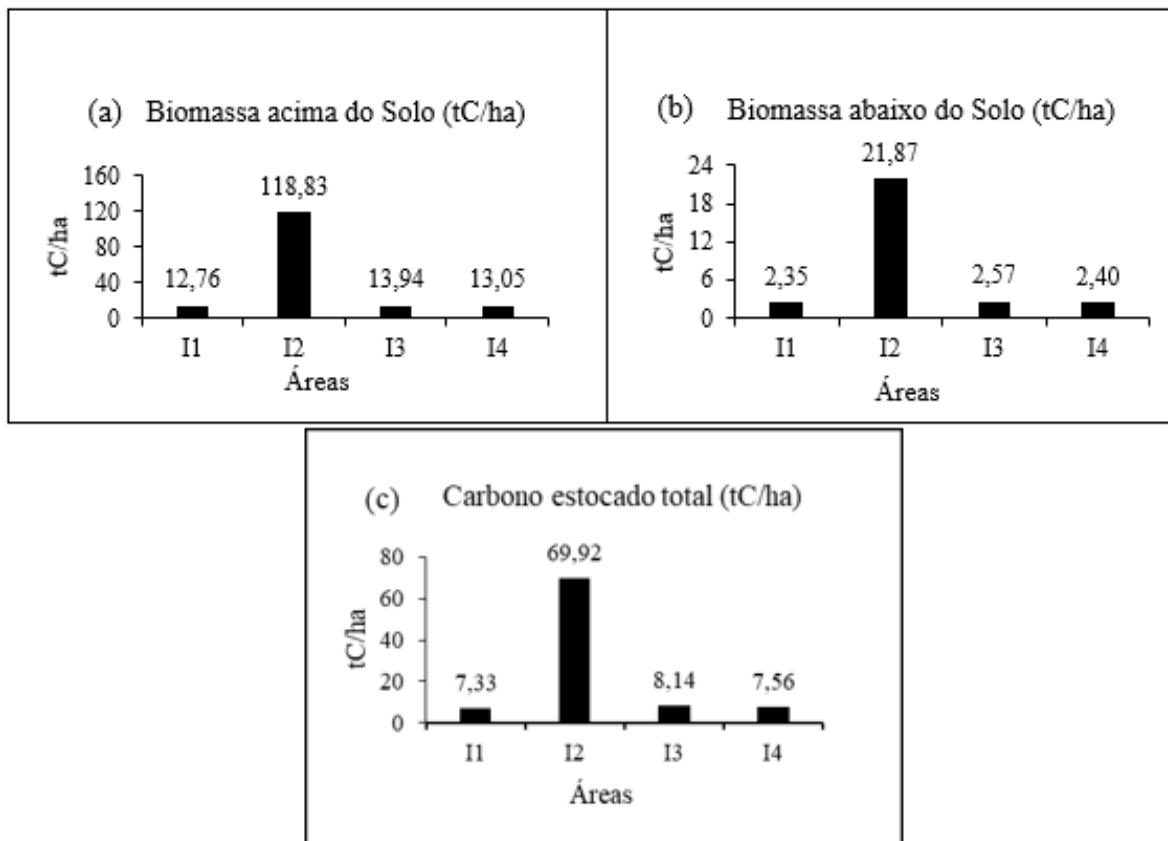 (a) Biomassa acima do Solo (tC/ha)
160
120
80
40
0
tC/ha
12,76
118,83
13,94
13,05
I1 I2 I3 I4
Áreas
(b) Biomassa abaixo do Solo (tC/ha)
24
18
12
6
0
tC/ha
2,35
21,87
2,57
2,40
I1 I2 I3 I4
Áreas
(c) Carbono estocado total (tC/ha)
80
60
40
20
0
tC/ha
7,33
69,92
8,14
7,56
I1 I2 I3 I4
Áreas